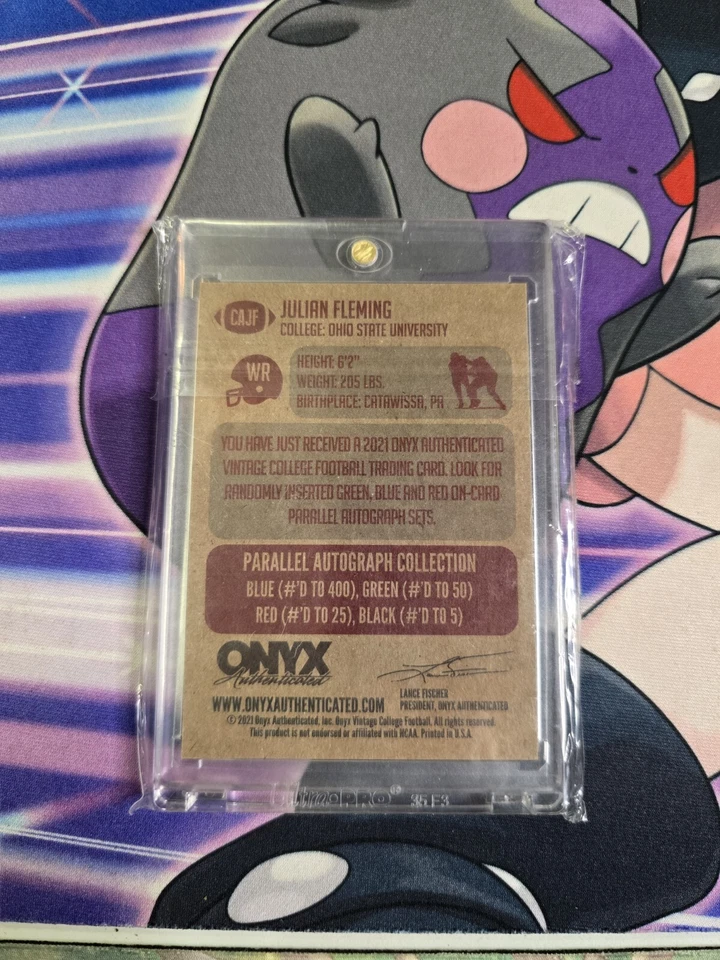 CAJF
JULIAN FLEMING
COLLEGE: OHIO STATE UNIVERSITY
WR
HEIGHT: 6'2"
WEIGHT: 205 LBS.
BIRTHPLACE: CATAWISSA, PA
YOU HAVE JUST RECEIVED A 2021 ONYX AUTHENTICATED
VINTAGE COLLEGE FOOTBALL TRADING CARD. LOOK FOR
RANDOMLY INSERTED GREEN, BLUE AND RED ON-CARD
PARALLEL AUTOGRAPH SETS.
PARALLEL AUTOGRAPH COLLECTION
BLUE (#'D TO 400), GREEN (#'D TO 50)
RED (#'D TO 25), BLACK (#'D TO 5)
ONYX
Authenticated
WWW.ONYXAUTHENTICATED.COM
LANCE FISCHER
PRESIDENT, ONYX AUTHENTICATED
© 2021 Onyx Authenticated, Inc. Onyx Vintage College Football. All rights reserved.
This product is not endorsed or affiliated with NCAA. Printed in U.S.A.
UltraPRO®